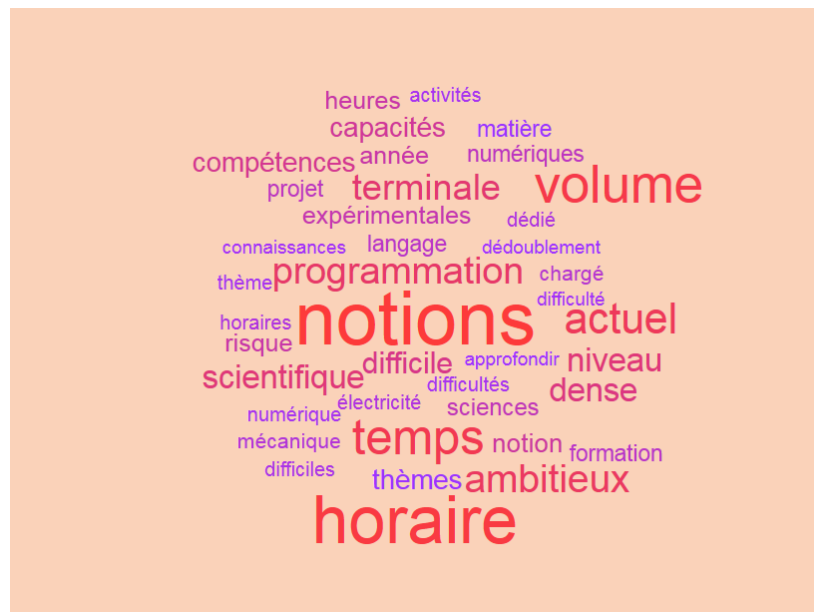 heures activités
capacités matière
compétences année numériques
projet terminale volume
expérimentales dédié
connaissances langage dédoublement
thème programmation chargé
notions difficulté
horaires actuel
risque
difficile approfondir niveau
scientifique difficultés dense
électricité sciences
numérique
mécanique temps notion formation
difficiles thèmes ambitieux
horaire